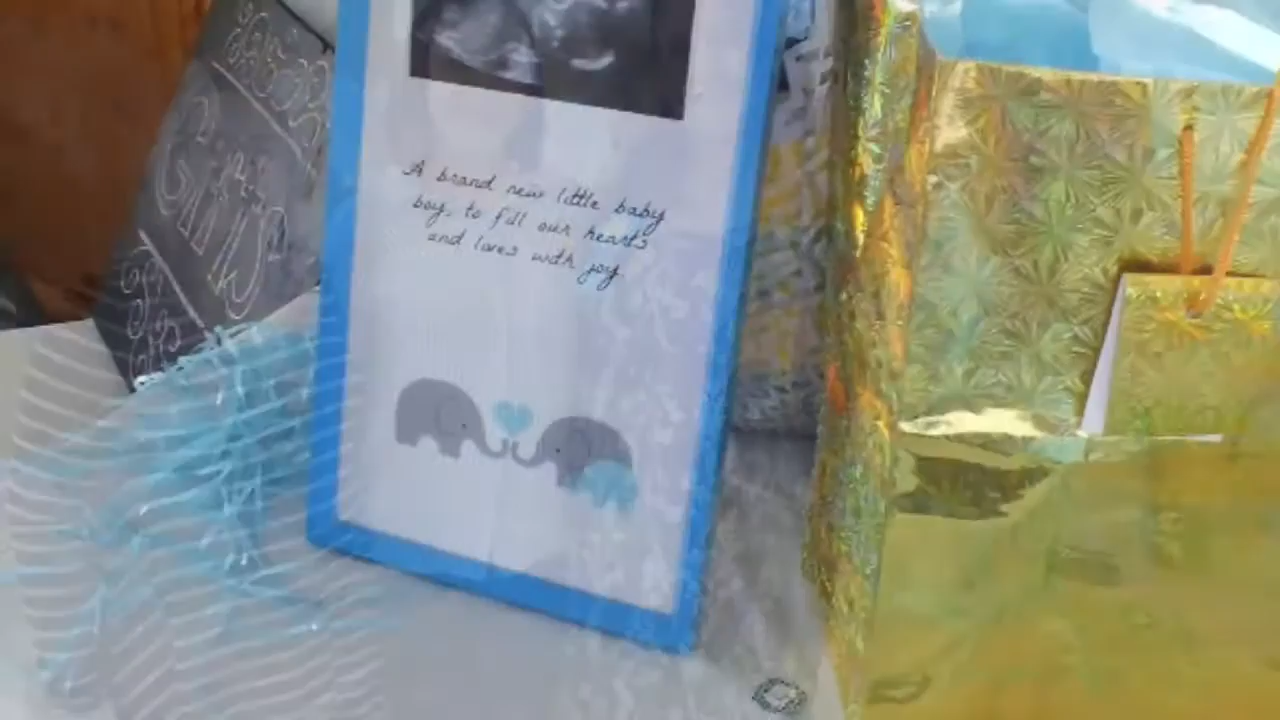 Gifts
A brand new little baby
boy, to fill our hearts
and lives with joy.